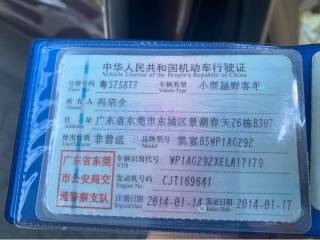 中华人民共和国机动车行驶证
Vehicle License of the People's Republic of China
号牌号码 粤S758T7 车辆类型 小型越野客车
Plate No. Vehicle Type
所有人 冯宗全
Owner
住址 广东省东莞市东城区景湖春天26栋B307
Address
使用性质 非营运 品牌型号 凯宴B5WP1AG292
Use Character Model
广东省东莞市公安局交通警察支队
车辆识别代号 WP1AG292XELA17179
VIN
发动机号码 CJT169641
Engine No.
注册日期 2014-01-14 发证日期 2014-01-17
Register Date Issue Date